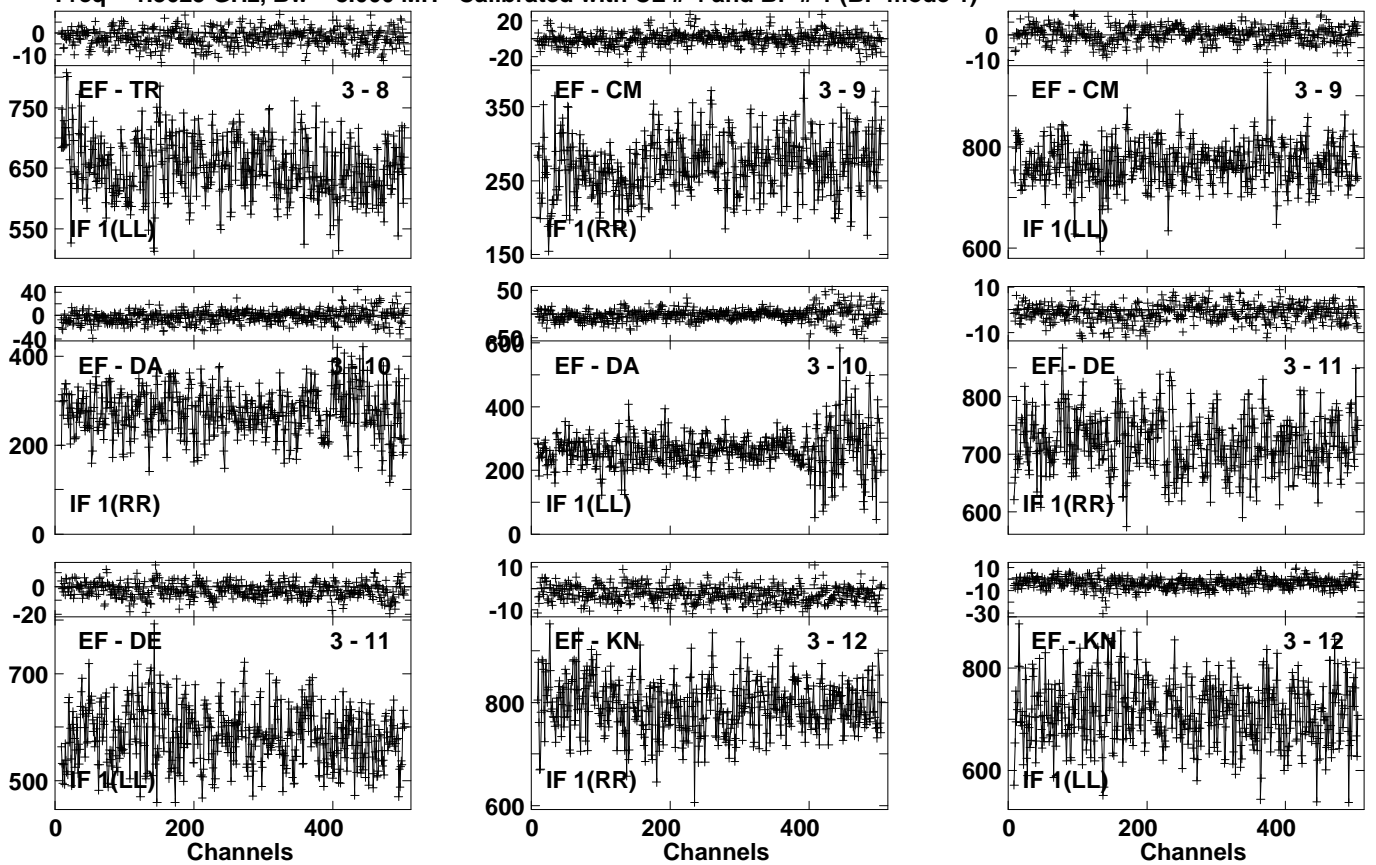 Freq = GHz, Bw = MH Calibrated with CL # and BP # (BP mode 1)
0 20 0
-10 -20 -10
EF - TR 3 - 8 EF - CM 3 - 9 EF - CM 3 - 9
750 350 800
650 250
550 IF 1(LL) IF 1(RR) IF 1(LL)
150 600
40 50 10
0
-40 -50 -10
400 600
EF - DA 3 - 10 EF - DA 3 - 10 EF - DE 3 - 11
400 800
200 200 700
IF 1(RR) IF 1(LL) IF 1(RR)
600
0 0
0 10 10
-10
-20 -10 -30
EF - DE 3 - 11 EF - KN 3 - 12 EF - KN 3 - 12
700 800 800
500 IF 1(LL) IF 1(RR) 600 IF 1(LL)
600
0 200 400 0 200 400 0 200 400
Channels Channels Channels